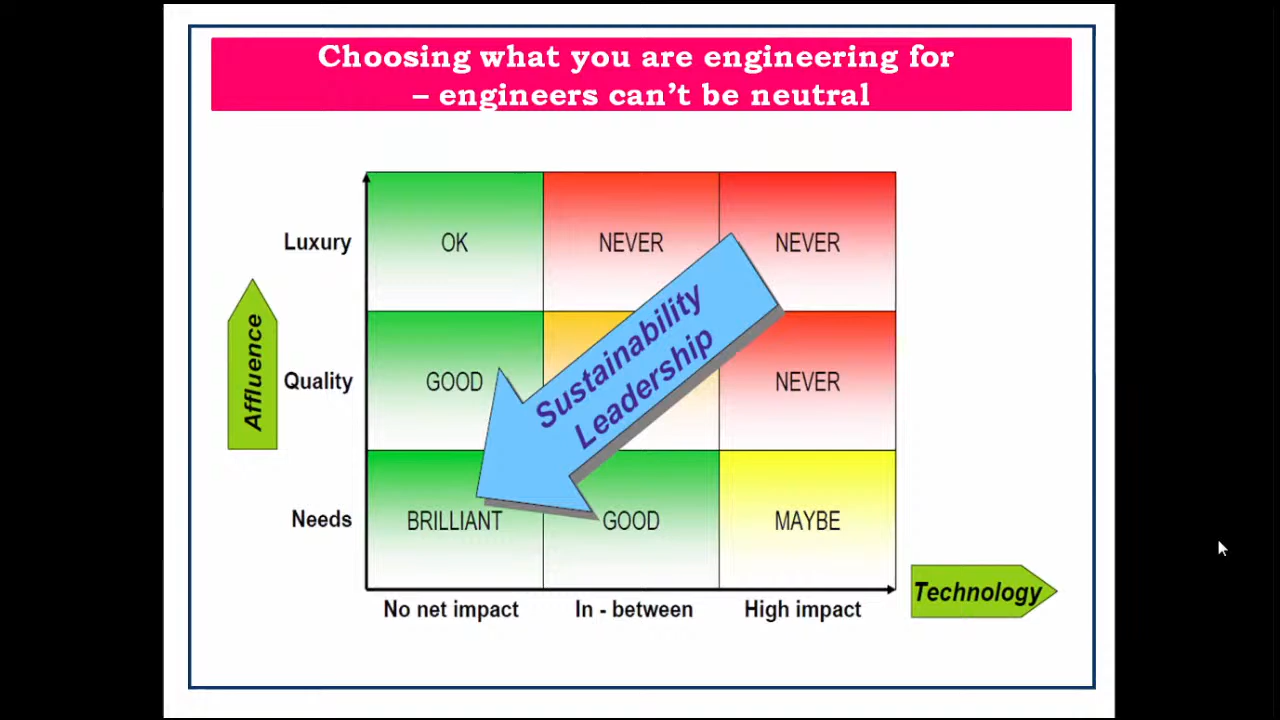 Choosing what you are engineering for
– engineers can't be neutral
Luxury
OK
NEVER
NEVER
Affluence
Quality
GOOD
Sustainability
Leadership
NEVER
Needs
BRILLIANT
GOOD
MAYBE
No net impact
In - between
High impact
Technology